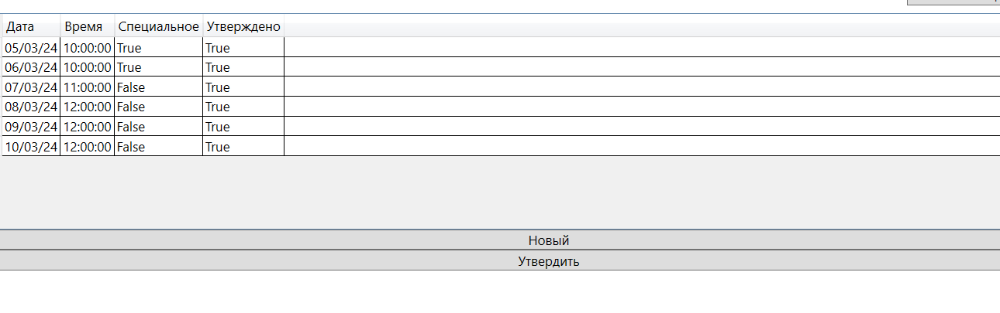 Дата Время Специальное Утверждено
05/03/24 10:00:00 True True
06/03/24 10:00:00 True True
07/03/24 11:00:00 False True
08/03/24 12:00:00 False True
09/03/24 12:00:00 False True
10/03/24 12:00:00 False True
Новый
Утвердить